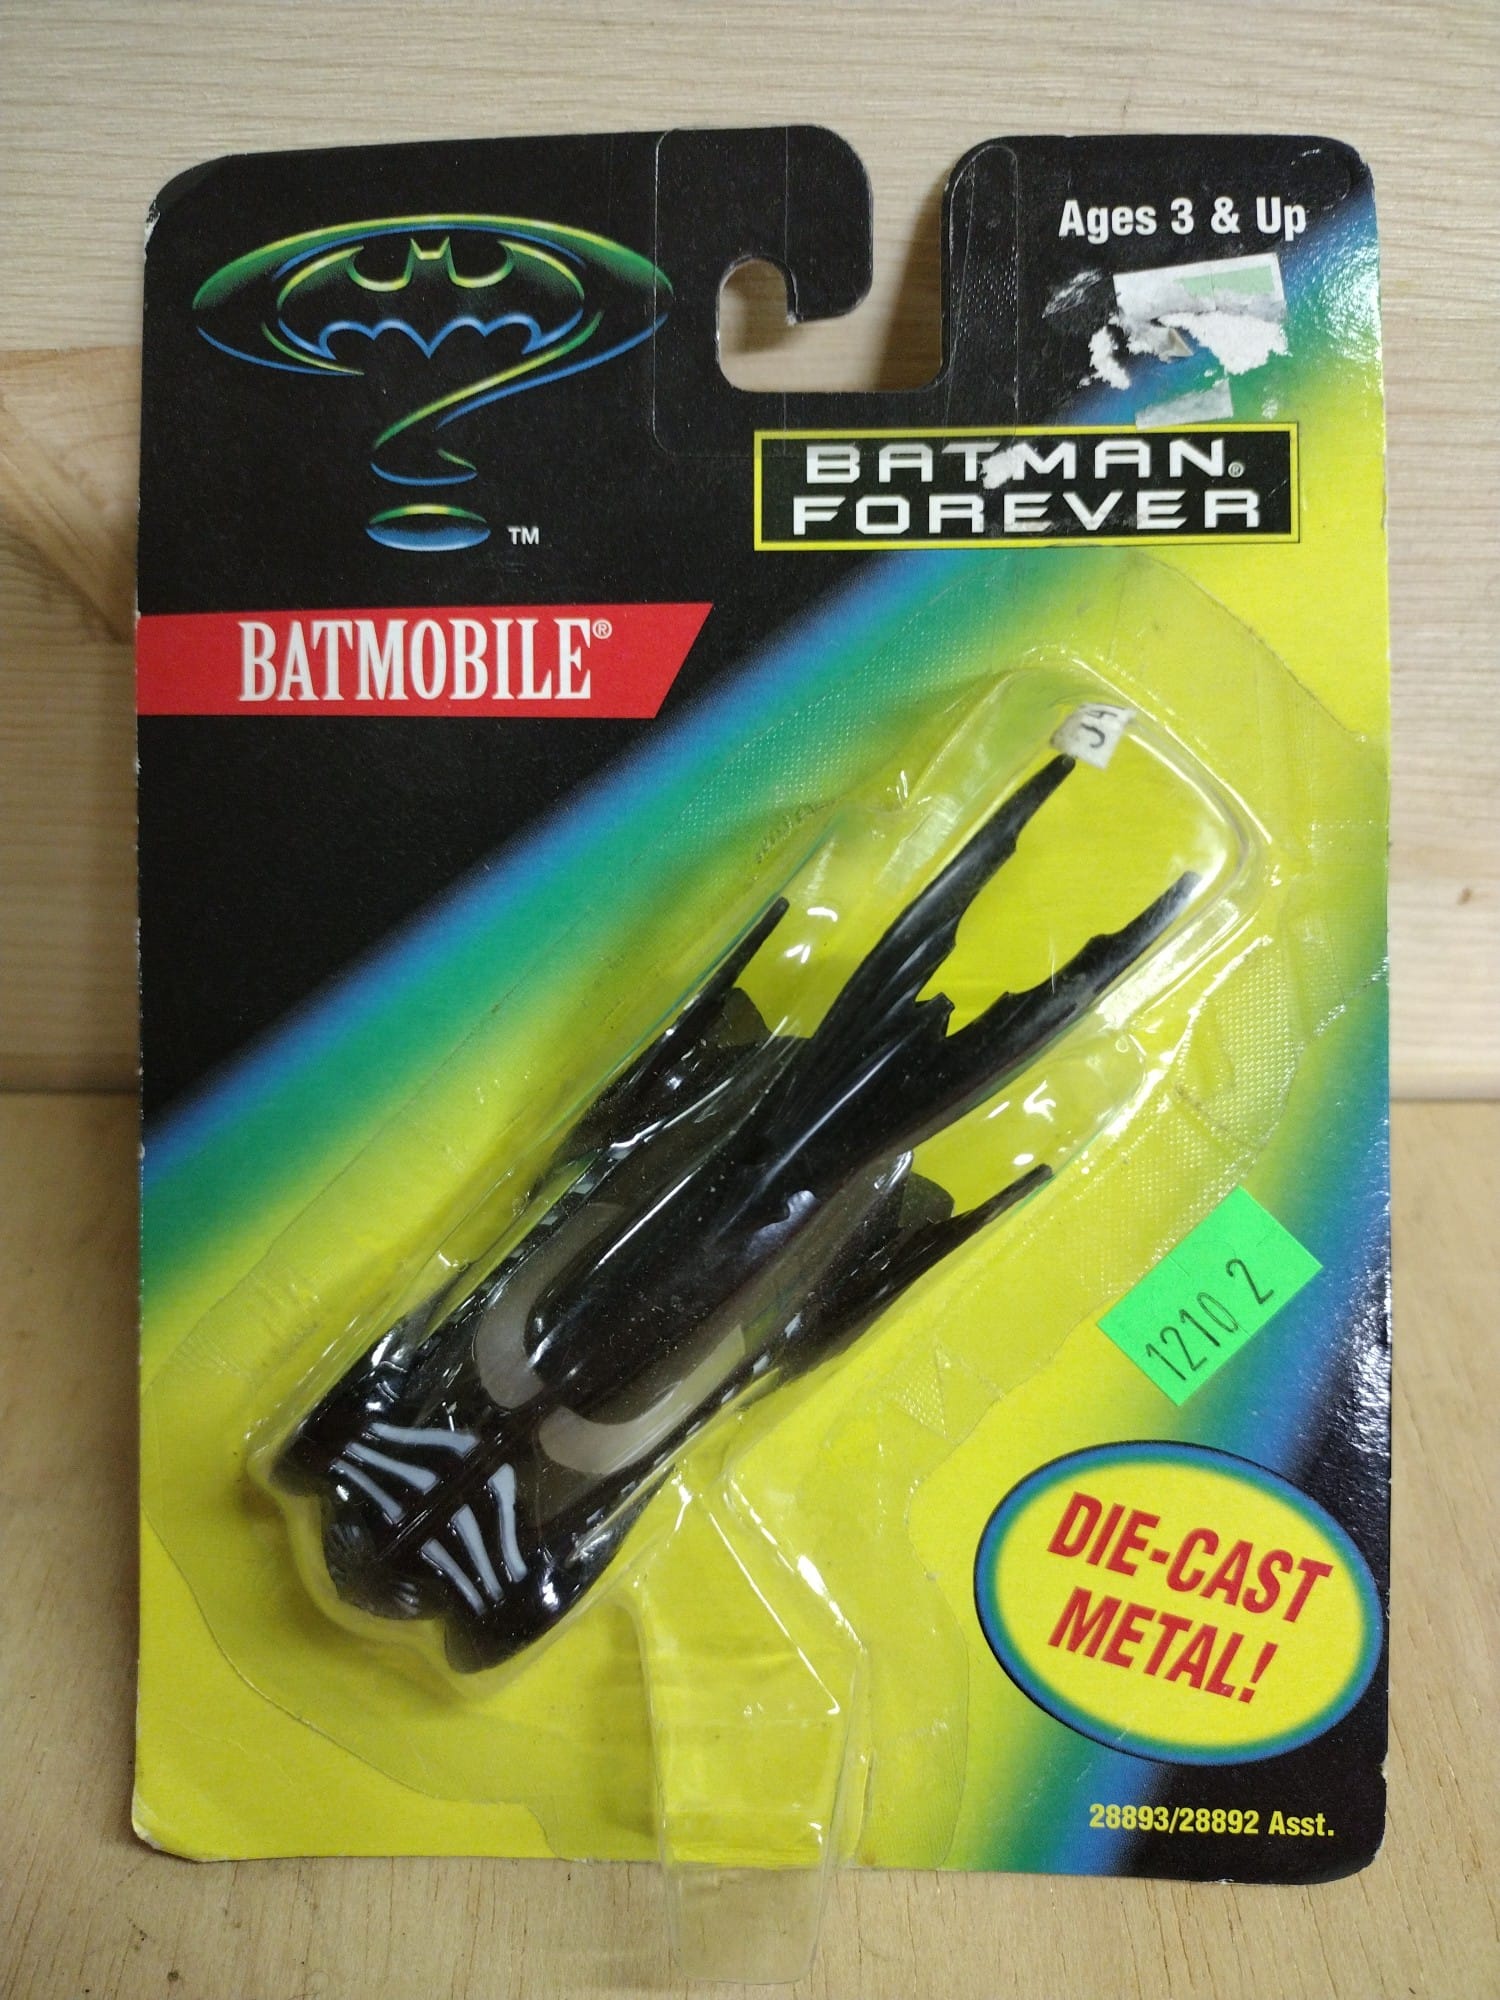 Ages 3 & Up
TM
BATMAN®
FOREVER
BATMOBILE®
1210 2
DIE-CAST
METAL!
28893/28892 Asst.